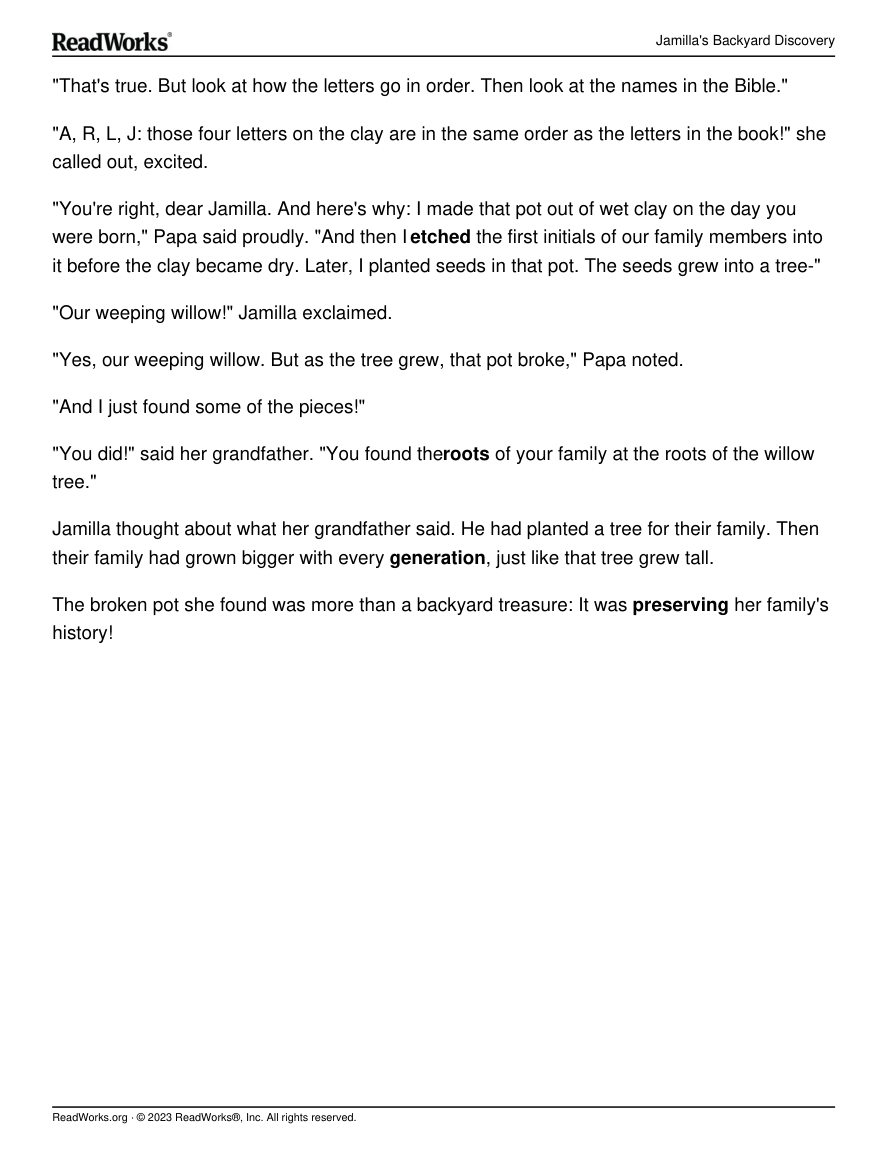 ReadWorks®
Jamilla's Backyard Discovery
"That's true. But look at how the letters go in order. Then look at the names in the Bible."
"A, R, L, J: those four letters on the clay are in the same order as the letters in the book!" she
called out, excited.
"You're right, dear Jamilla. And here's why: I made that pot out of wet clay on the day you
were born," Papa said proudly. "And then I etched the first initials of our family members into
it before the clay became dry. Later, I planted seeds in that pot. The seeds grew into a tree-"
"Our weeping willow!" Jamilla exclaimed.
"Yes, our weeping willow. But as the tree grew, that pot broke," Papa noted.
"And I just found some of the pieces!"
"You did!" said her grandfather. "You found theroots of your family at the roots of the willow
tree."
Jamilla thought about what her grandfather said. He had planted a tree for their family. Then
their family had grown bigger with every generation, just like that tree grew tall.
The broken pot she found was more than a backyard treasure: It was preserving her family's
history!
ReadWorks.org · © 2023 ReadWorks®, Inc. All rights reserved.